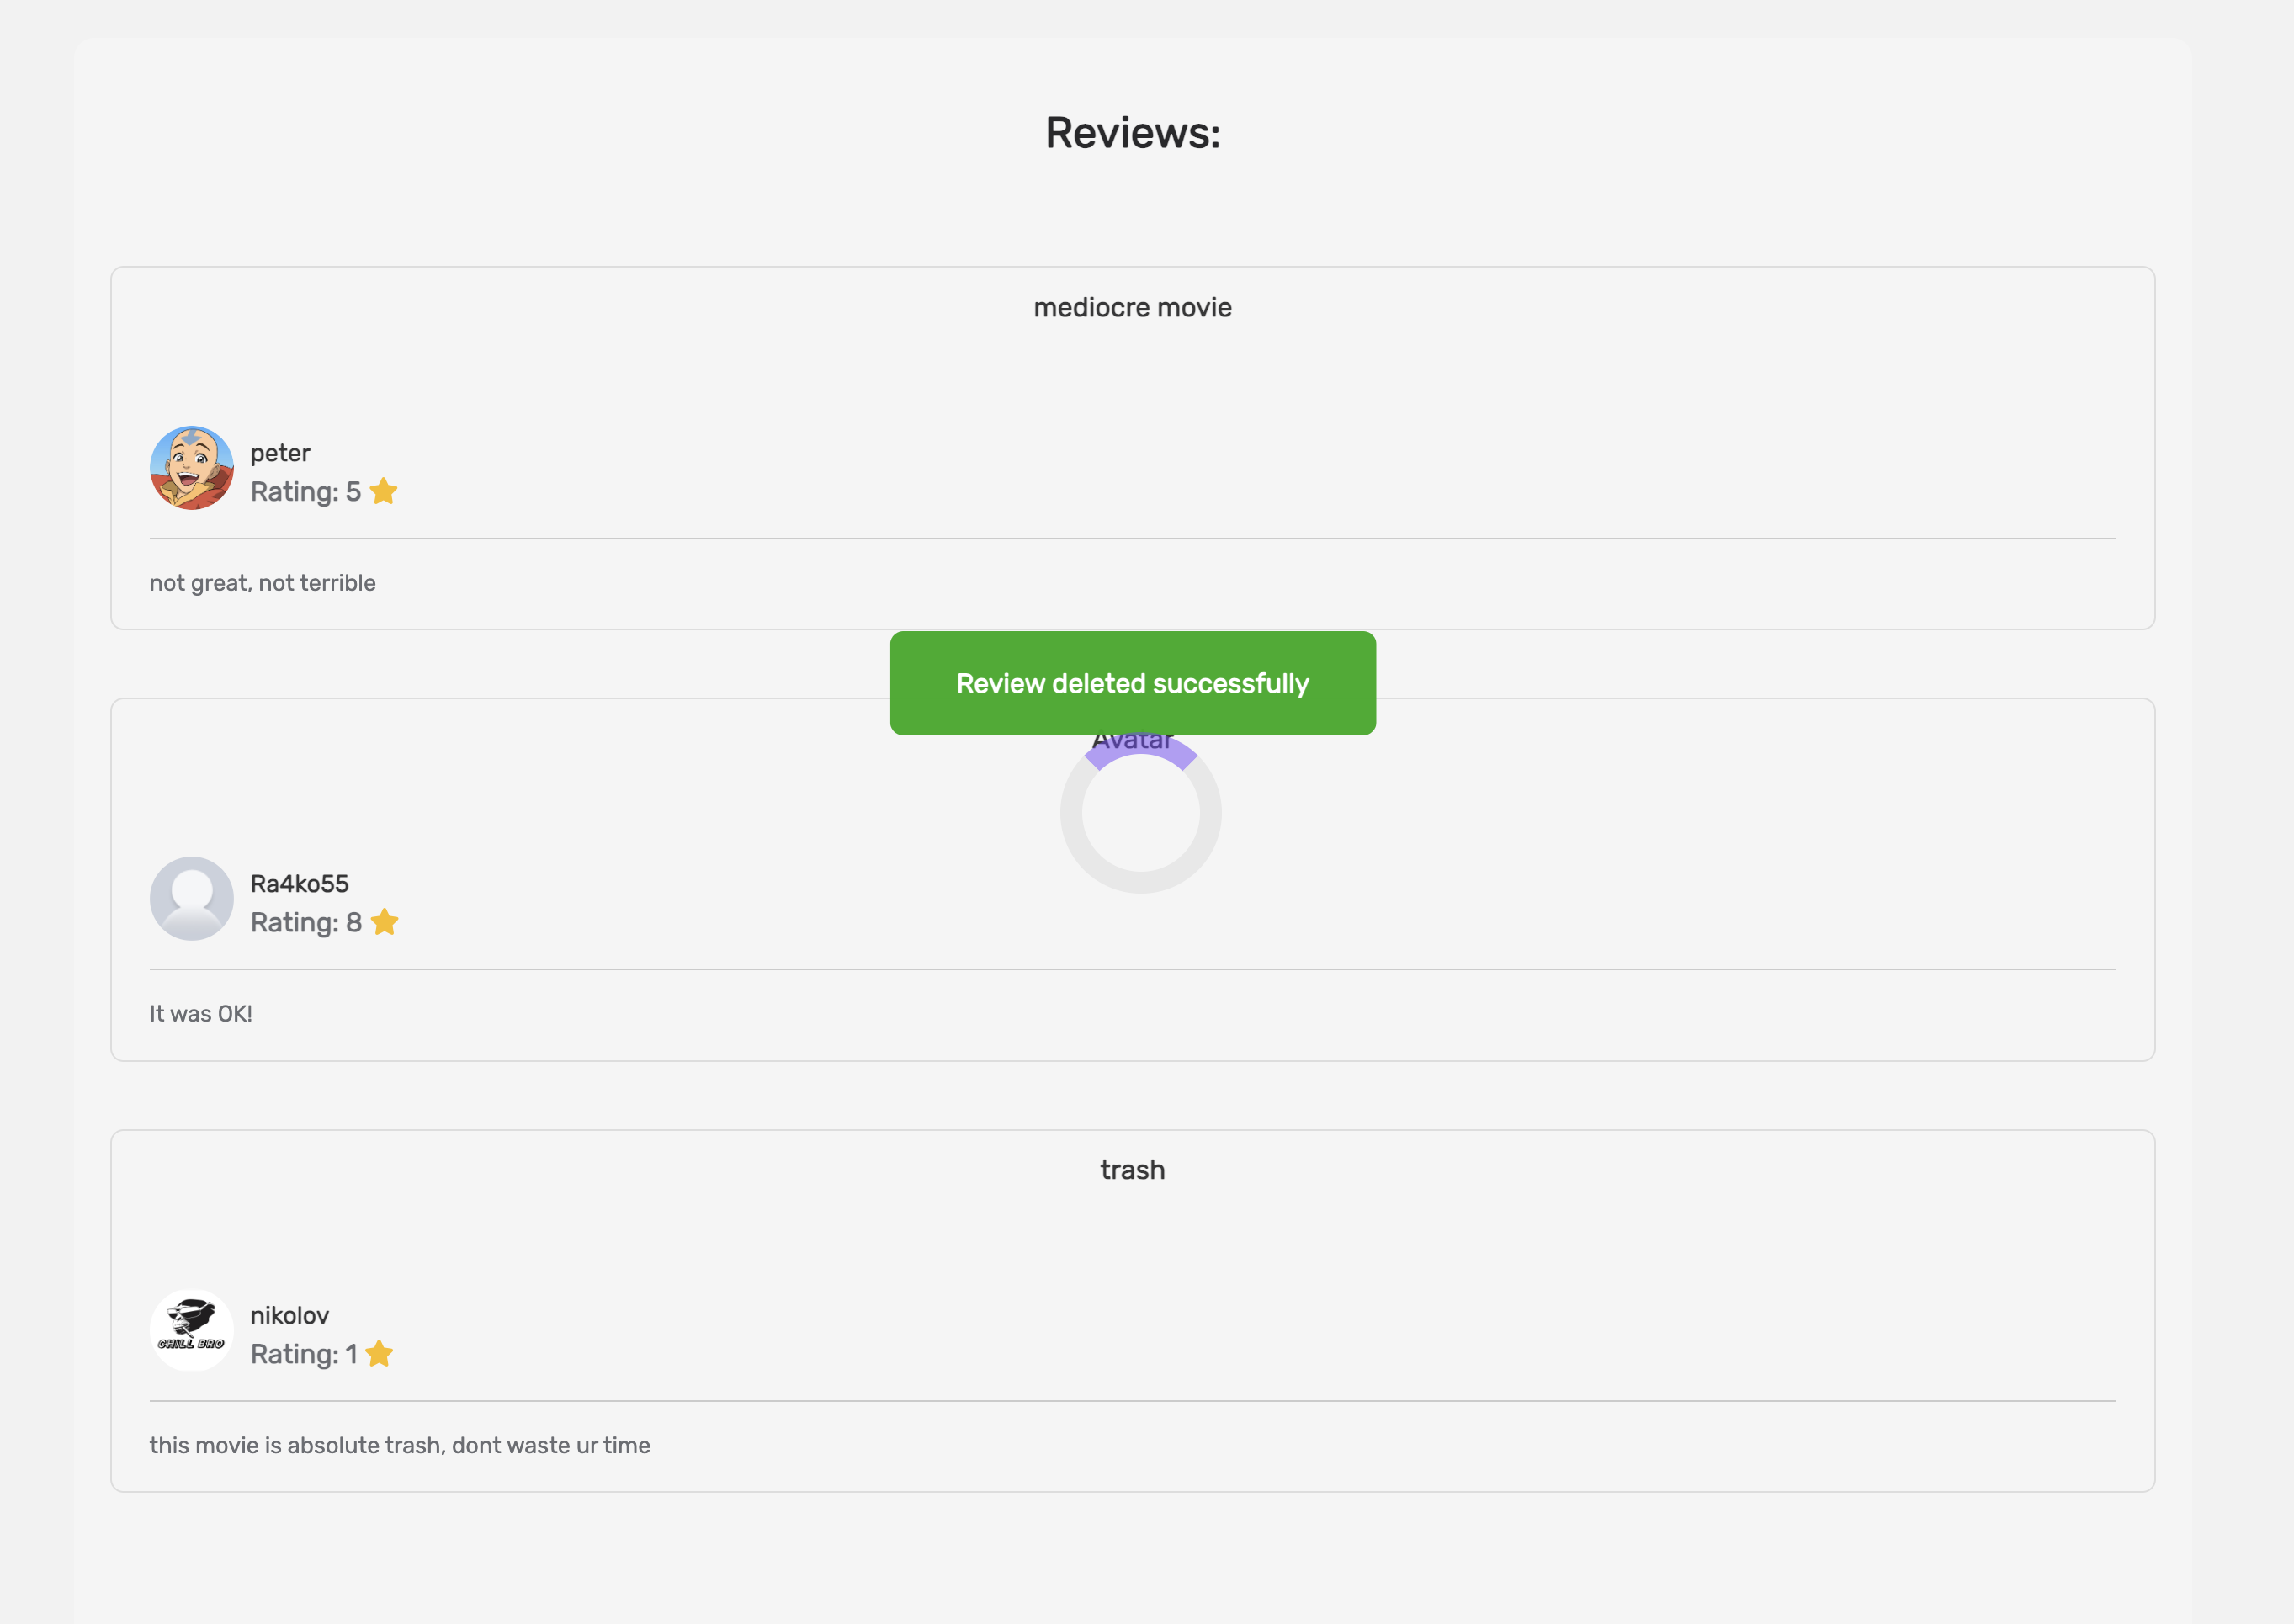 Reviews:
mediocre movie
peter
Rating: 5
not great, not terrible
Review deleted successfully
Avatar
Ra4ko55
Rating: 8
It was OK!
trash
nikolov
CHILL BRO
Rating: 1
this movie is absolute trash, dont waste ur time